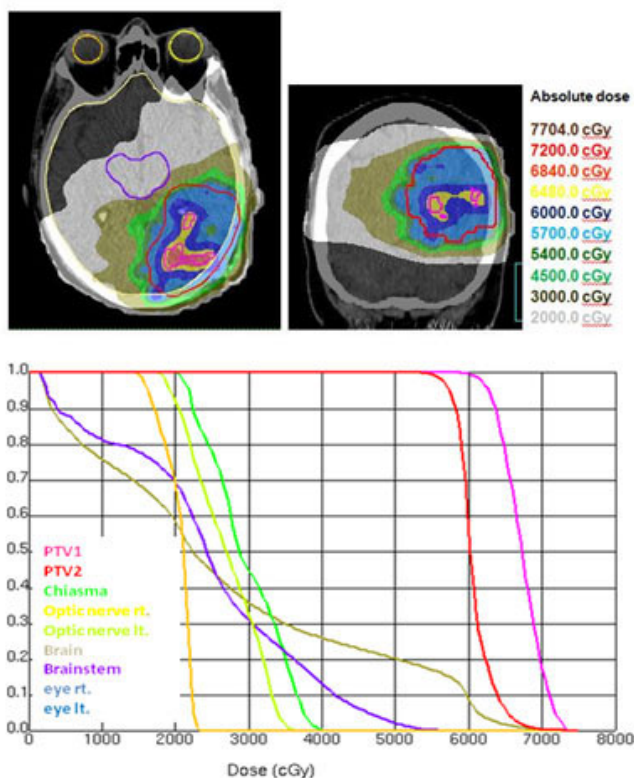 Absolute dose
7704.0 cGy
7200.0 cGy
6840.0 cGy
6480.0 cGy
6000.0 cGy
5700.0 cGy
5400.0 cGy
4500.0 cGy
3000.0 cGy
2000.0 cGy
1.0
0.9
0.8
0.7
0.6
0.5
0.4
0.3
0.2
0.1
0.0
PTV1
PTV2
Chiasma
Optic nerve rt.
Optic nerve lt.
Brain
Brainstem
eye rt.
eye lt.
0 1000 2000 3000 4000 5000 6000 7000 8000
Dose (cGy)